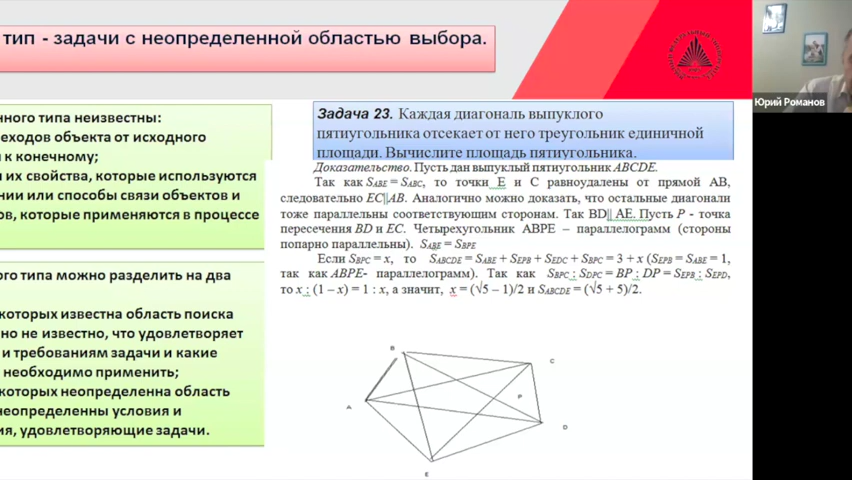 тип - задачи с неопределенной областью выбора.
Юрий Романов
нного типа неизвестны:
еходов объекта от исходного
к конечному;
и их свойства, которые используются
нии или способы связи объектов и
ов, которые применяются в процессе
ого типа можно разделить на два
которых известна область поиска
но не известно, что удовлетворяет
и требованиям задачи и какие
необходимо применить;
которых неопределенна область
неопределенны условия и
ия, удовлетворяющие задачи.
Задача 23. Каждая диагональ выпуклого
пятиугольника отсекает от него треугольник единичной
площади. Вычислите площадь пятиугольника.
Доказательство. Пусть дан выпуклый пятиугольник ABCDE.
Так как SABE = SABC, то точки E и C равноудалены от прямой AB,
следовательно EC||AB. Аналогично можно доказать, что остальные диагонали
тоже параллельны соответствующим сторонам. Так BD|| AE. Пусть P - точка
пересечения BD и EC. Четырехугольник ABPE – параллелограмм (стороны
попарно параллельны). SABE = SBPE
Если SBPC = x, то SABCDE = SABE + SEPB + SEDC + SBPC = 3 + x (SEPB = SABE = 1,
так как ABPE- параллелограмм). Так как SBPC : SDPC = BP : DP = SEPB : SEPD,
то x : (1 – x) = 1 : x, а значит, x = (√5 – 1)/2 и SABCDE = (√5 + 5)/2.
B
C
P
A
D
E